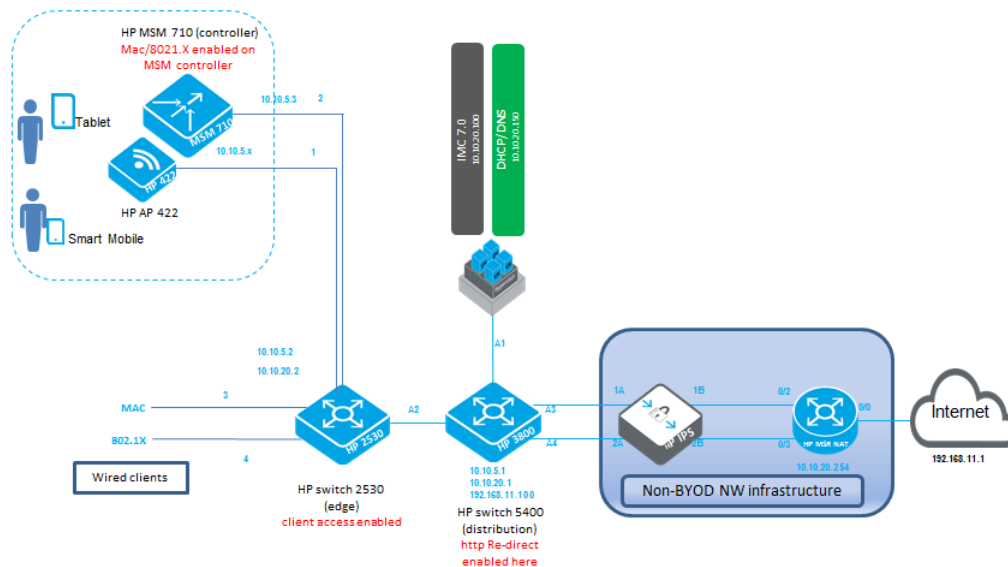 HP MSM 710 (controller)
Mac/8021.X enabled on
MSM controller
Tablet
MSM 710
10.10.5.3
2
10.10.5.x
1
HP 422
HP AP 422
Smart Mobile
IMC 7.0
10.10.20.100
DHCP/DNS
10.10.20.150
A1
10.10.5.2
10.10.20.2
3
MAC
802.1X
4
Wired clients
HP 2530
A2
HP switch 2530
(edge)
client access enabled
HP 3800
A3
A4
10.10.5.1
10.10.20.1
192.168.11.100
HP switch 5400
(distribution)
http Re-direct
enabled here
1A
1B
2A
2B
HP IPS
0/2
0/3
0/0
HP MSR NAT
10.10.20.254
Non-BYOD NW infrastructure
Internet
192.168.11.1